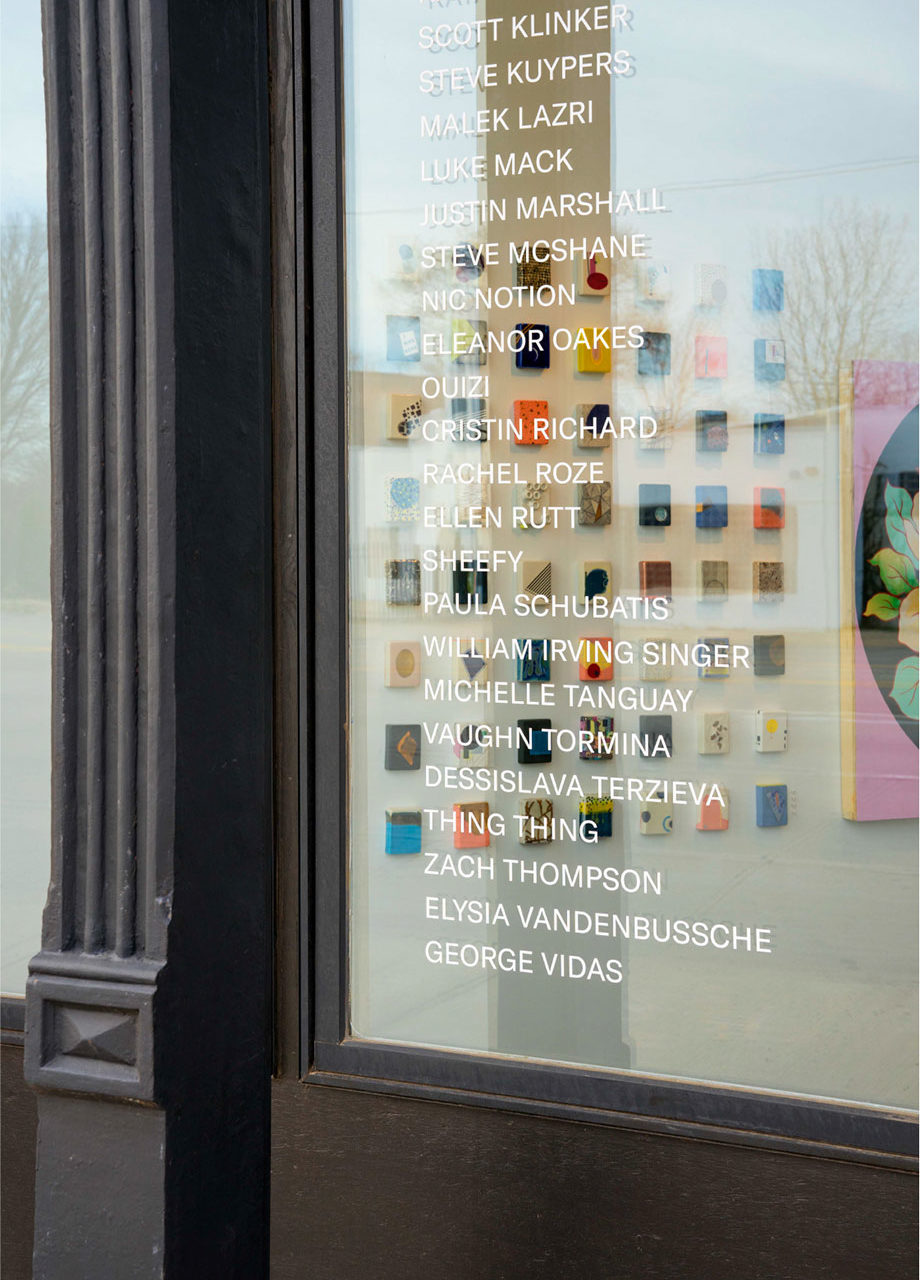 SCOTT KLINKER
STEVE KUYPERS
MALEK LAZRI
LUKE MACK
JUSTIN MARSHALL
STEVE MCSHANE
NIC NOTION
ELEANOR OAKES
OUIZI
CRISTIN RICHARD
RACHEL ROZE
ELLEN RUTT
SHEEFY
PAULA SCHUBATIS
WILLIAM IRVING SINGER
MICHELLE TANGUAY
VAUGHN TORMINA
DESSISLAVA TERZIEVA
THING THING
ZACH THOMPSON
ELYSIA VANDENBUSSCHE
GEORGE VIDAS